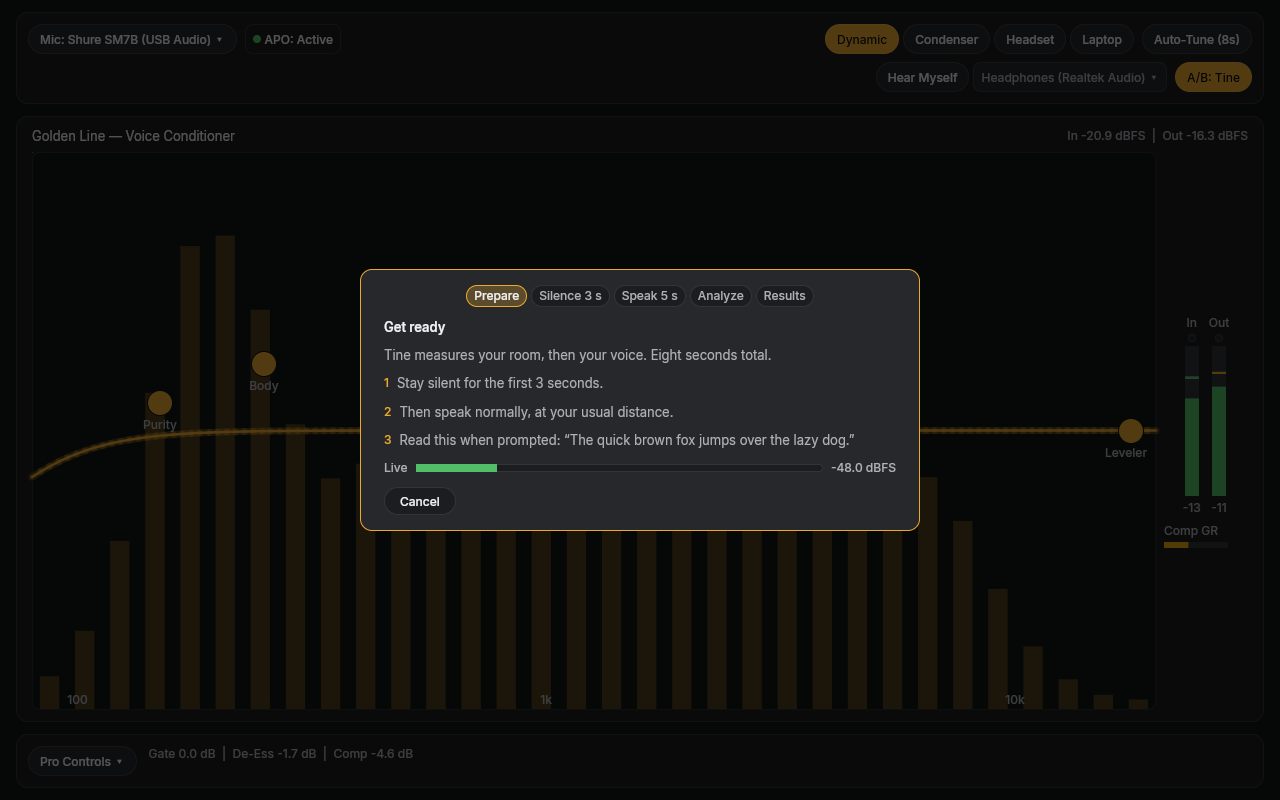 Mic: Shure SM7B (USB Audio) ▾ APO: Active Dynamic Condenser Headset Laptop Auto-Tune (8s)
Hear Myself Headphones (Realtek Audio) ▾ A/B: Tine
Golden Line — Voice Conditioner In -20.9 dBFS | Out -16.3 dBFS
Prepare Silence 3 s Speak 5 s Analyze Results
Get ready
Tine measures your room, then your voice. Eight seconds total.
1 Stay silent for the first 3 seconds.
2 Then speak normally, at your usual distance.
3 Read this when prompted: “The quick brown fox jumps over the lazy dog.”
Live -48.0 dBFS
Cancel
Body
Purity
Leveler
In Out
-13 -11
Comp GR
100 1k 10k
Pro Controls ▾ Gate 0.0 dB | De-Ess -1.7 dB | Comp -4.6 dB